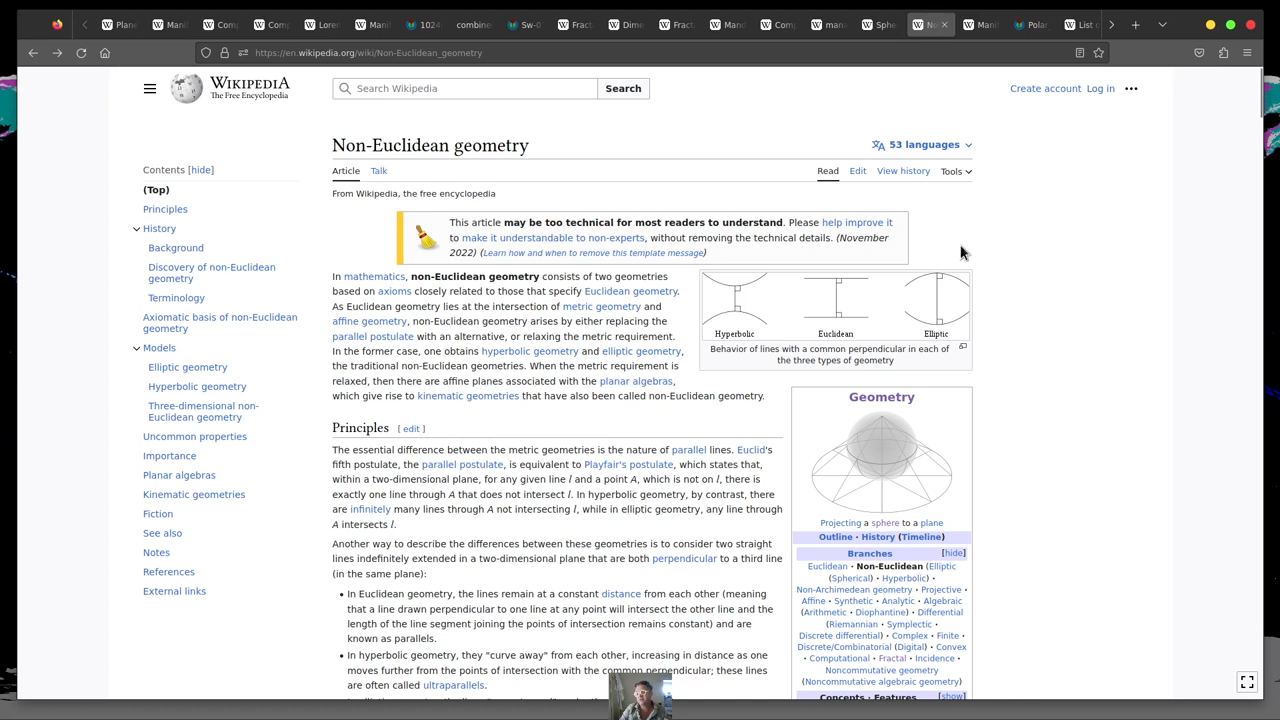 Plane
Mani
Com
Comp
Loren
Mani
1024
combine
Sw-0
Fract
Dime
Fract
Mand
Com
man
Sphe
No
Mani
Polar
List o
https://en.wikipedia.org/wiki/Non-Euclidean_geometry
WIKIPEDIA
The Free Encyclopedia
Search Wikipedia
Search
Create account Log in
Non-Euclidean geometry
53 languages
Article Talk
Read Edit View history Tools
From Wikipedia, the free encyclopedia
Contents [hide]
(Top)
Principles
History
Background
Discovery of non-Euclidean
geometry
Terminology
Axiomatic basis of non-Euclidean
geometry
Models
Elliptic geometry
Hyperbolic geometry
Three-dimensional non-
Euclidean geometry
Uncommon properties
Importance
Planar algebras
Kinematic geometries
Fiction
See also
Notes
References
External links
This article may be too technical for most readers to understand. Please help improve it
to make it understandable to non-experts, without removing the technical details. (November
2022) (Learn how and when to remove this template message)
In mathematics, non-Euclidean geometry consists of two geometries
based on axioms closely related to those that specify Euclidean geometry.
As Euclidean geometry lies at the intersection of metric geometry and
affine geometry, non-Euclidean geometry arises by either replacing the
parallel postulate with an alternative, or relaxing the metric requirement.
In the former case, one obtains hyperbolic geometry and elliptic geometry,
the traditional non-Euclidean geometries. When the metric requirement is
relaxed, then there are affine planes associated with the planar algebras,
which give rise to kinematic geometries that have also been called non-Euclidean geometry.
Hyperbolic
Euclidean
Elliptic
Behavior of lines with a common perpendicular in each of
the three types of geometry
Principles [ edit ]
The essential difference between the metric geometries is the nature of parallel lines. Euclid's
fifth postulate, the parallel postulate, is equivalent to Playfair's postulate, which states that,
within a two-dimensional plane, for any given line l and a point A, which is not on l, there is
exactly one line through A that does not intersect l. In hyperbolic geometry, by contrast, there
are infinitely many lines through A not intersecting l, while in elliptic geometry, any line through
A intersects l.
Another way to describe the differences between these geometries is to consider two straight
lines indefinitely extended in a two-dimensional plane that are both perpendicular to a third line
(in the same plane):
• In Euclidean geometry, the lines remain at a constant distance from each other (meaning
that a line drawn perpendicular to one line at any point will intersect the other line and the
length of the line segment joining the points of intersection remains constant) and are
known as parallels.
• In hyperbolic geometry, they "curve away" from each other, increasing in distance as one
moves further from the points of intersection with the common perpendicular; these lines
are often called ultraparallels.
Geometry
Projecting a sphere to a plane
Outline · History (Timeline)
Branches [hide]
Euclidean · Non-Euclidean (Elliptic
(Spherical) · Hyperbolic) ·
Non-Archimedean geometry · Projective ·
Affine · Synthetic · Analytic · Algebraic
(Arithmetic · Diophantine) · Differential
(Riemannian · Symplectic ·
Discrete differential) · Complex · Finite ·
Discrete/Combinatorial (Digital) · Convex
· Computational · Fractal · Incidence ·
Noncommutative geometry
(Noncommutative algebraic geometry)
Concepts · Features [show]